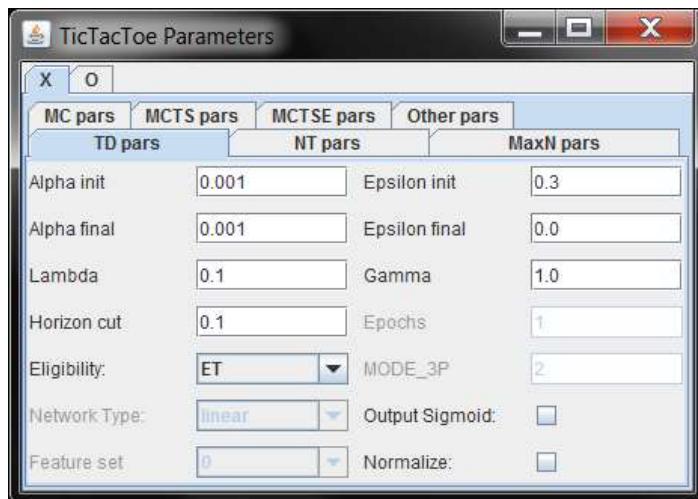 TicTacToe Parameters
X O
MC pars MCTS pars MCTSE pars Other pars
TD pars NT pars MaxN pars
Alpha init 0.001 Epsilon init 0.3
Alpha final 0.001 Epsilon final 0.0
Lambda 0.1 Gamma 1.0
Horizon cut 0.1 Epochs 1
Eligibility: ET MODE_3P 2
Network Type: linear Output Sigmoid:
Feature set 0 Normalize: